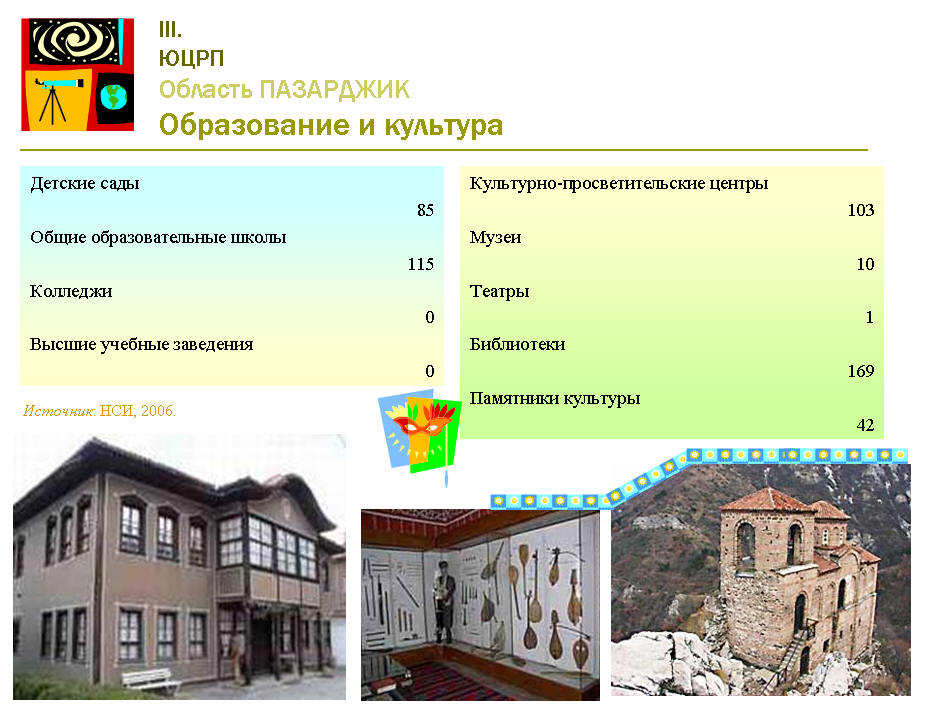 III.
ЮЦРП
Область ПАЗАРДЖИК
Образование и культура
Детские сады
85
Общие образовательные школы
115
Колледжи
0
Высшие учебные заведения
0
Источник: НСИ, 2006.
Культурно-просветительские центры
103
Музеи
10
Театры
1
Библиотеки
169
Памятники культуры
42